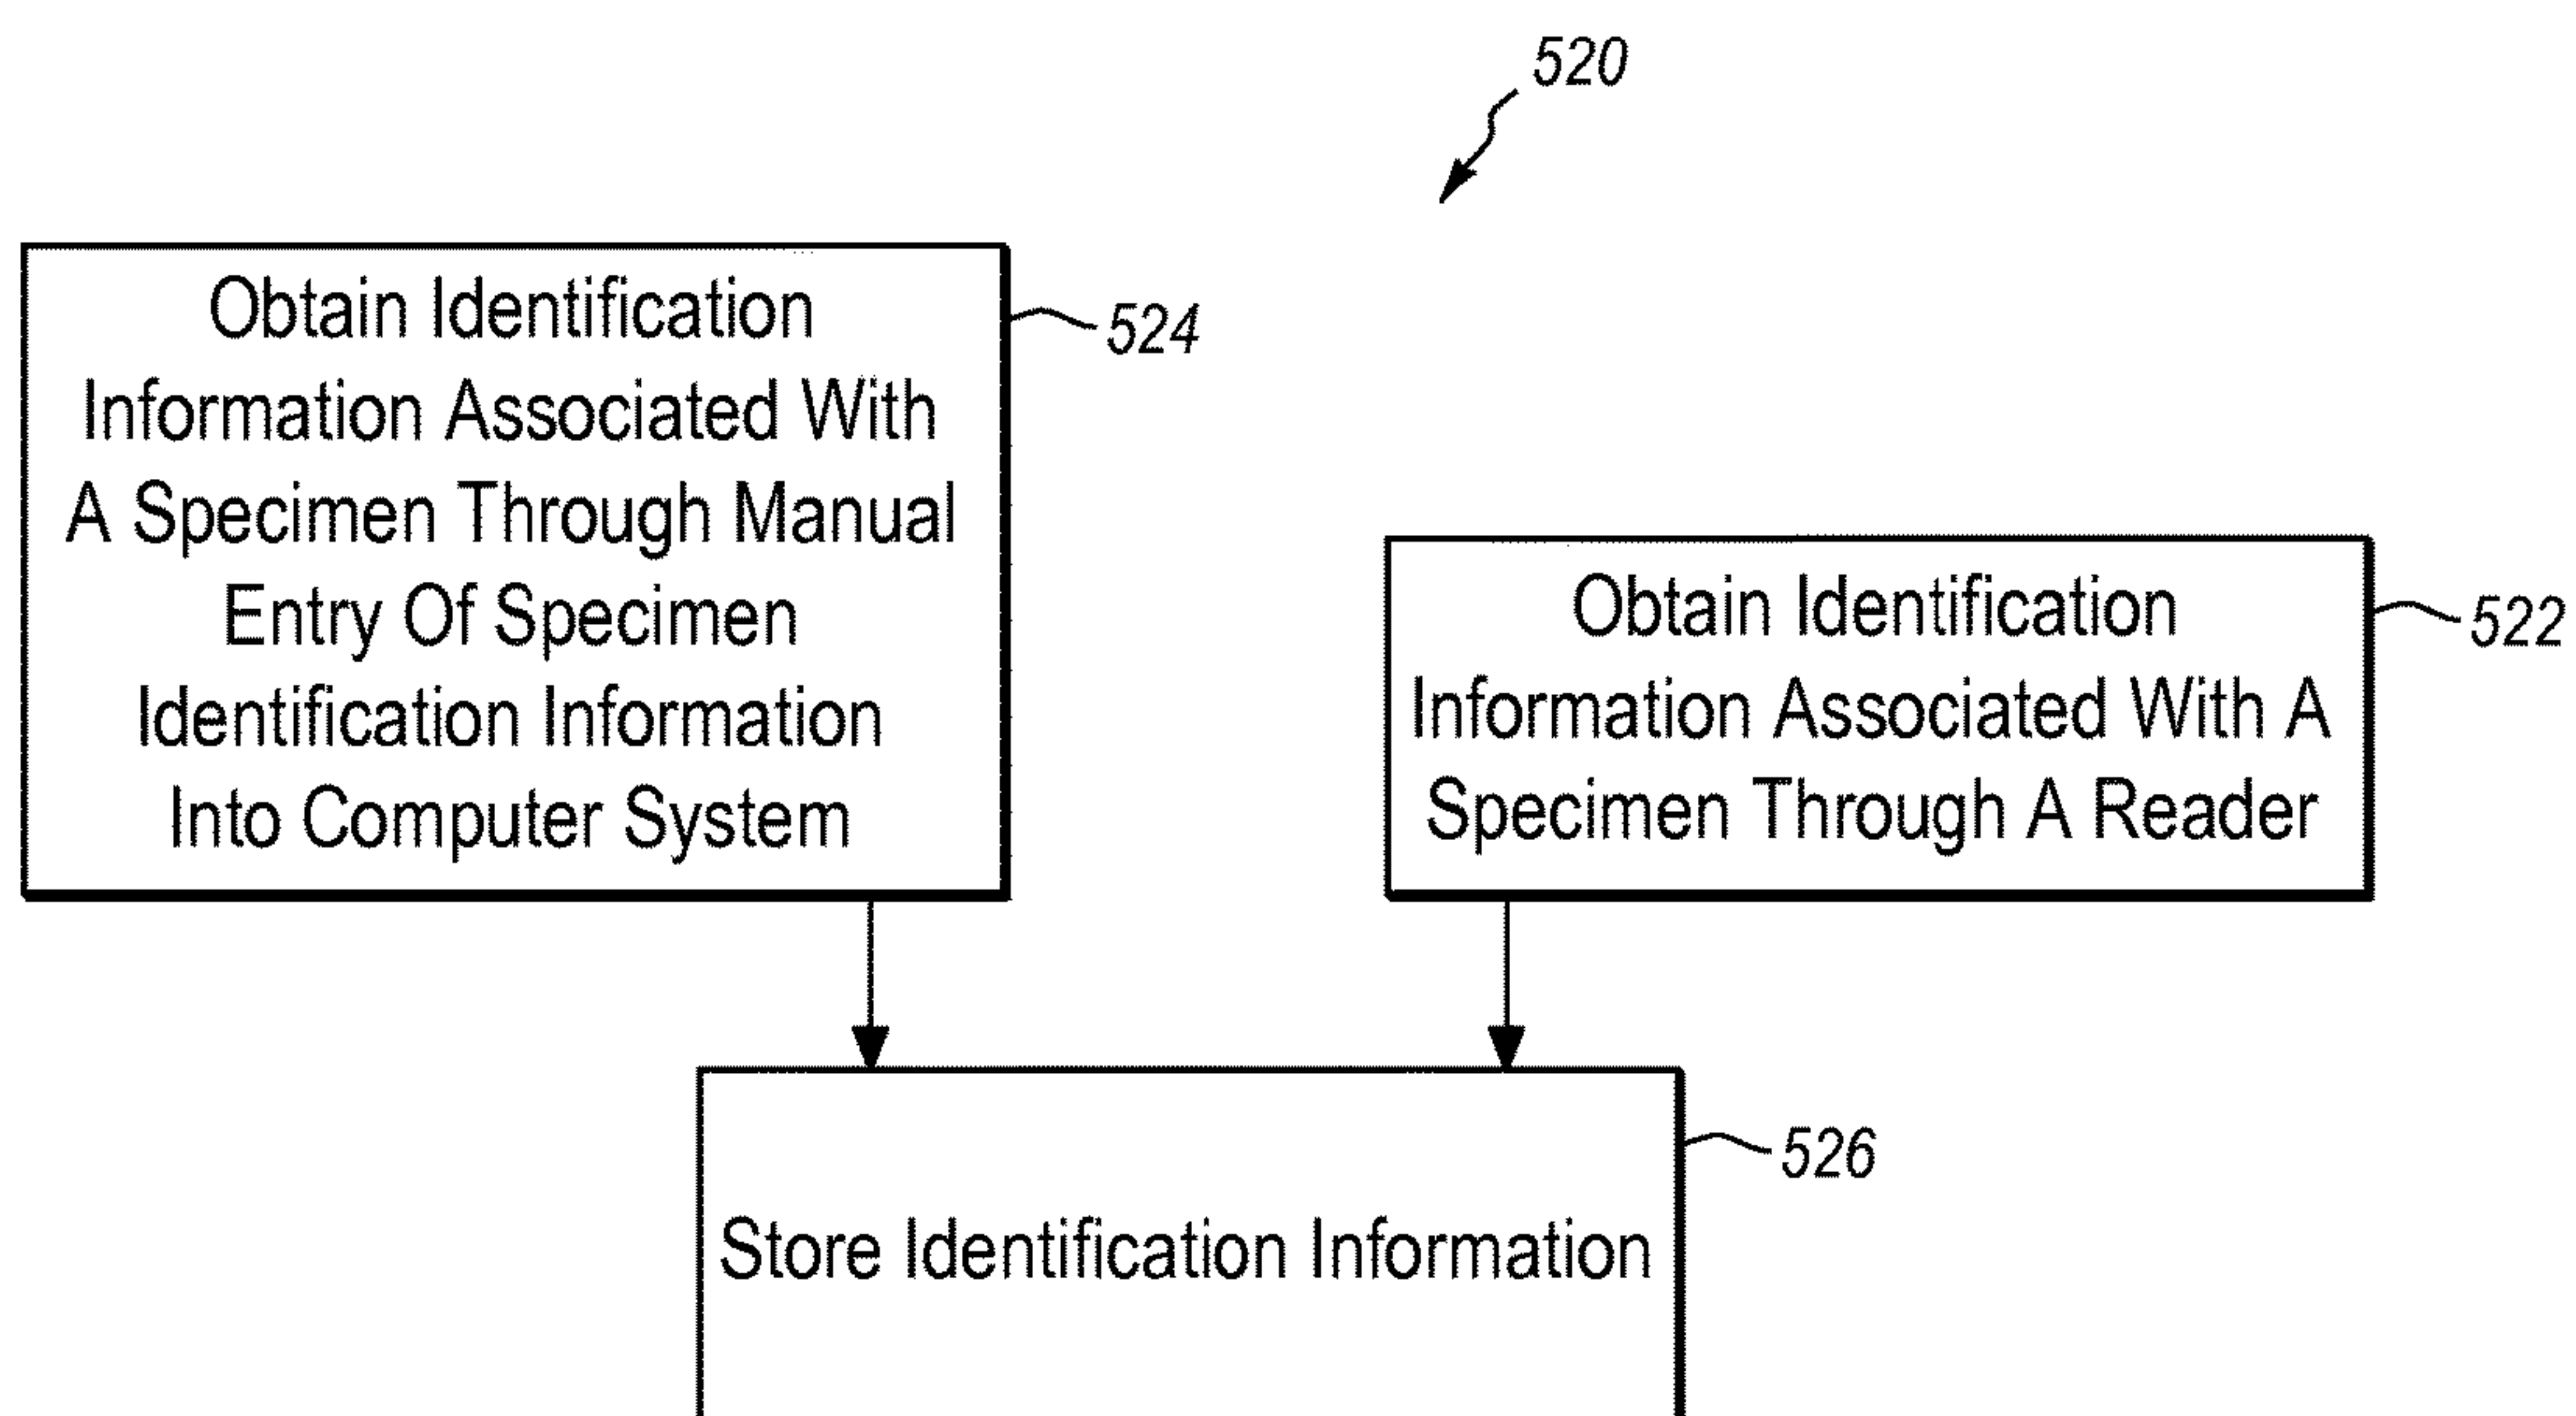 520
Obtain Identification
Information Associated With
A Specimen Through Manual
Entry Of Specimen
Identification Information
Into Computer System
524
Obtain Identification
Information Associated With A
Specimen Through A Reader
522
Store Identification Information
526